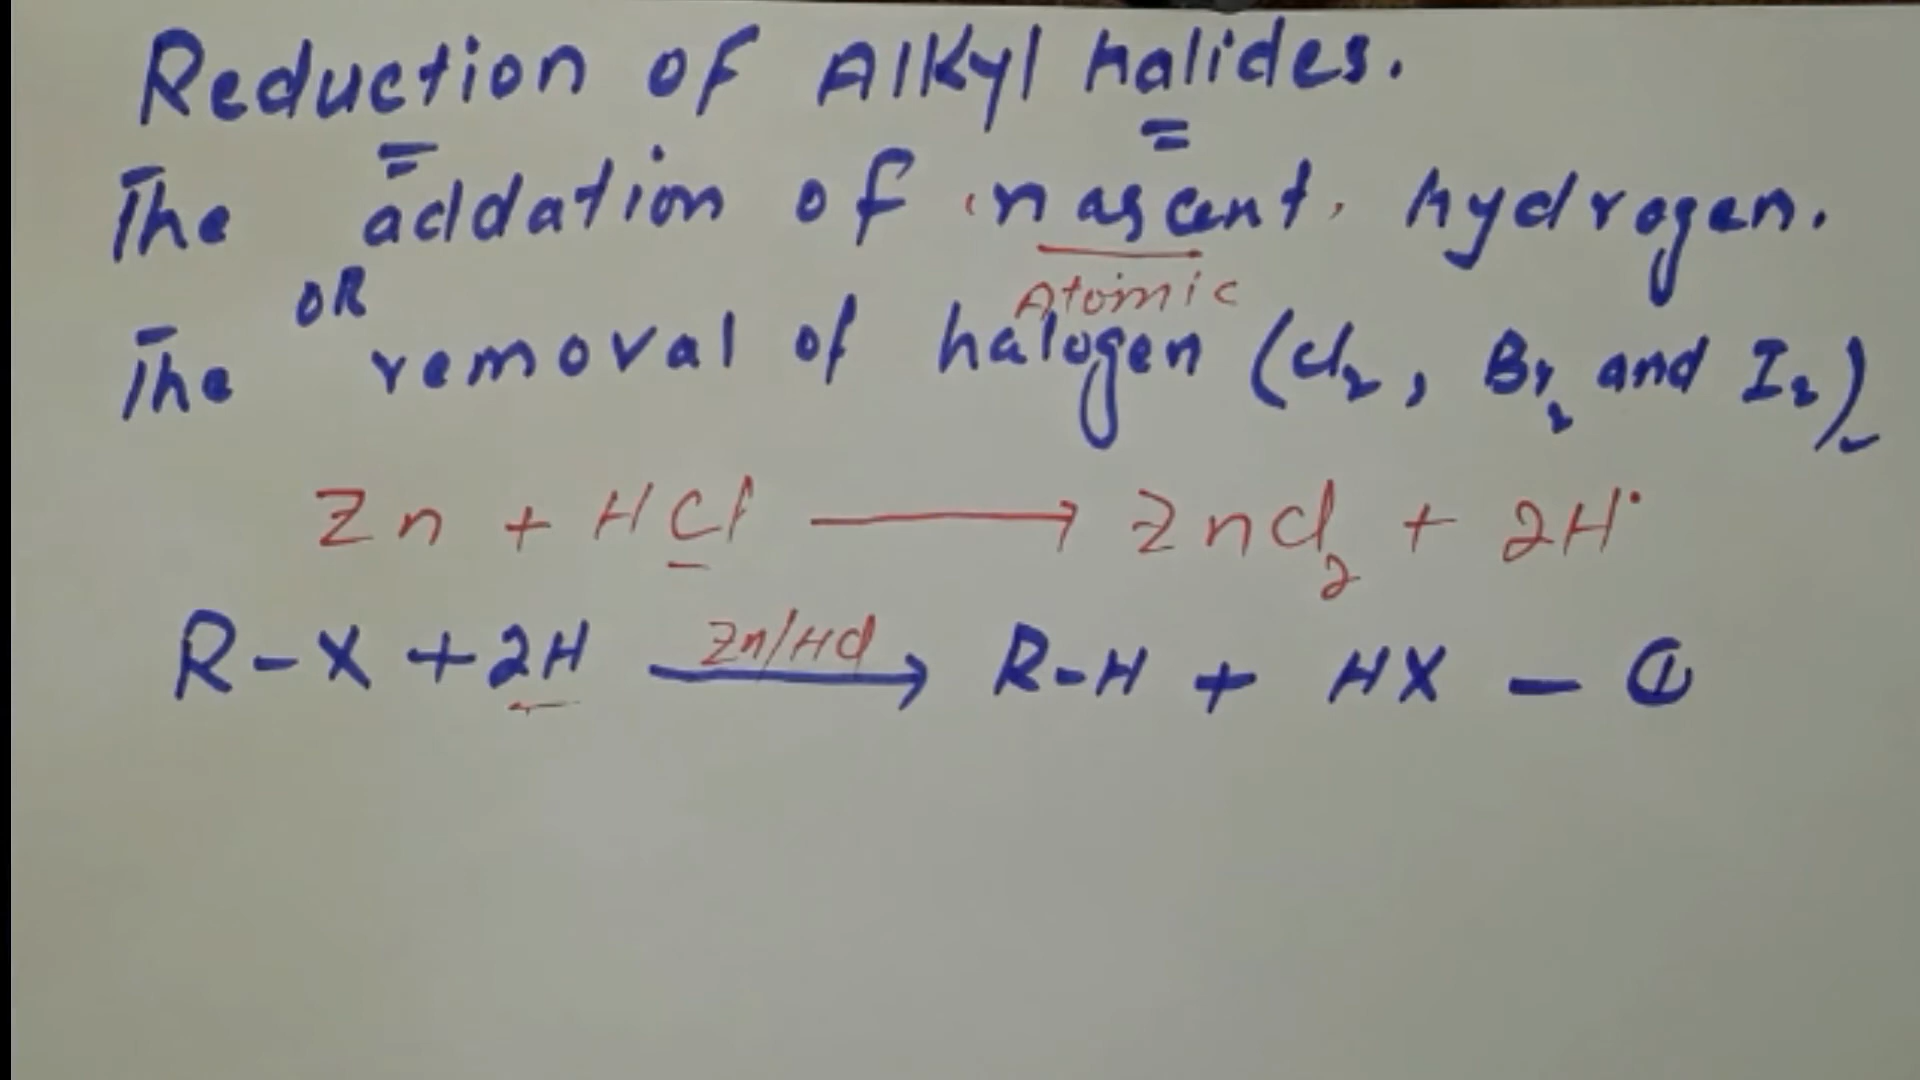 Reduction of Alkyl halides.
The addation of nascent hydrogen.
Atomic
OR
The removal of halogen (Cl₂, Br₂ and I₂)
Zn + HCl ⟶ ZnCl₂ + 2H·
R-X + 2H Zn/HCl ⟶ R-H + HX - ①